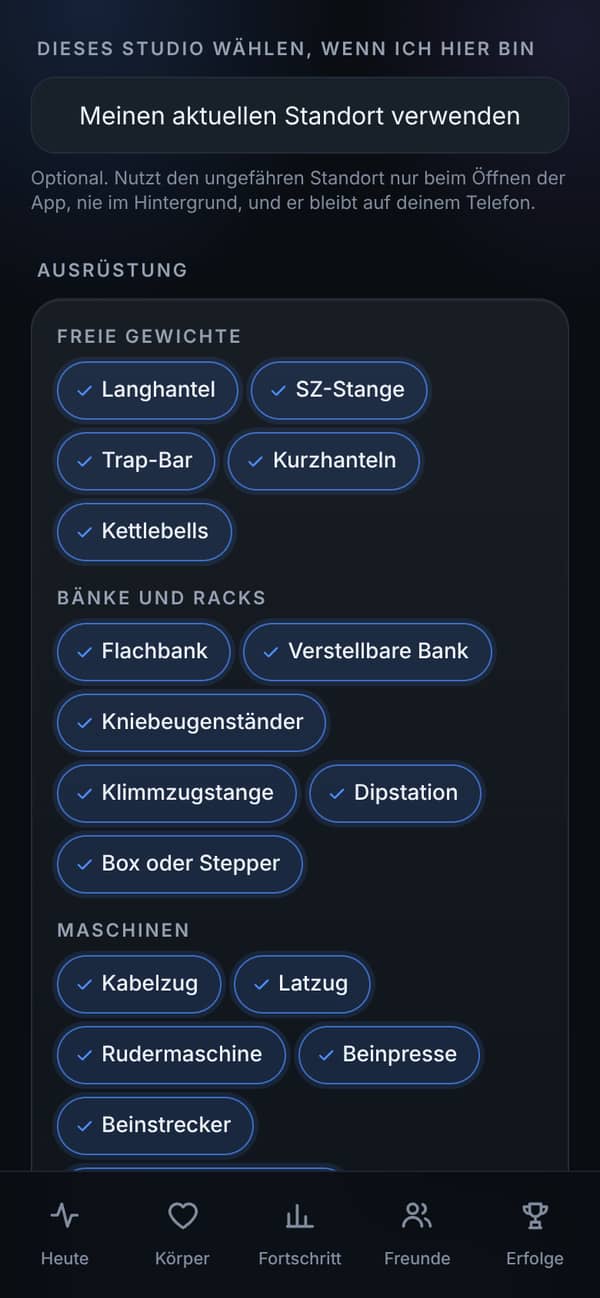 DIESES STUDIO WÄHLEN, WENN ICH HIER BIN
Meinen aktuellen Standort verwenden
Optional. Nutzt den ungefähren Standort nur beim Öffnen der
App, nie im Hintergrund, und er bleibt auf deinem Telefon.
AUSRÜSTUNG
FREIE GEWICHTE
Langhantel
SZ-Stange
Trap-Bar
Kurzhanteln
Kettlebells
BÄNKE UND RACKS
Flachbank
Verstellbare Bank
Kniebeugenständer
Klimmzugstange
Dipstation
Box oder Stepper
MASCHINEN
Kabelzug
Latzug
Rudermaschine
Beinpresse
Beinstrecker
Heute
Körper
Fortschritt
Freunde
Erfolge